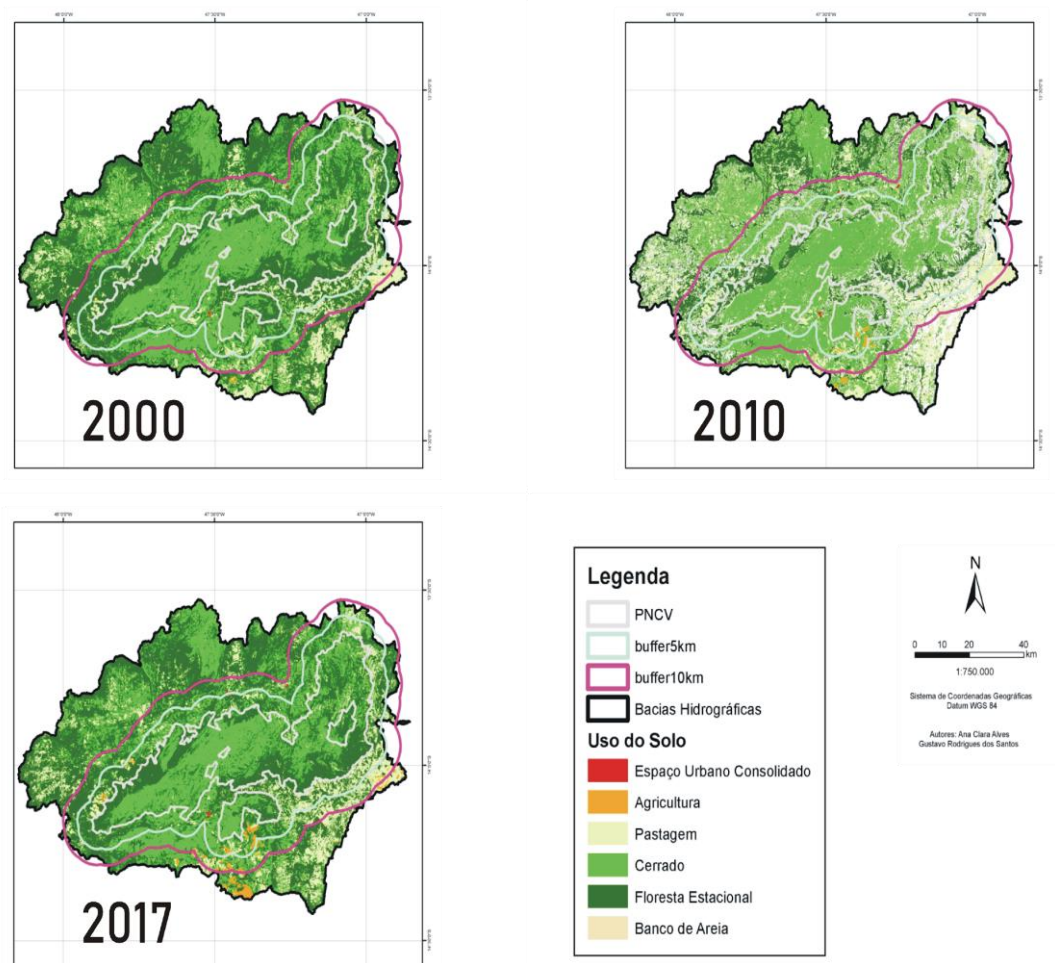 2000
2010
2017
Legenda
PNCV
buffer5km
buffer10km
Bacias Hidrográficas
Uso do Solo
Espaço Urbano Consolidado
Agricultura
Pastagem
Cerrado
Floresta Estacional
Banco de Areia
N
0 10 20 40
km
1:750.000
Sistema de Coordenadas Geográficas
Datum WGS 84
Autores: Ana Clara Alves
Gustavo Rodrigues dos Santos